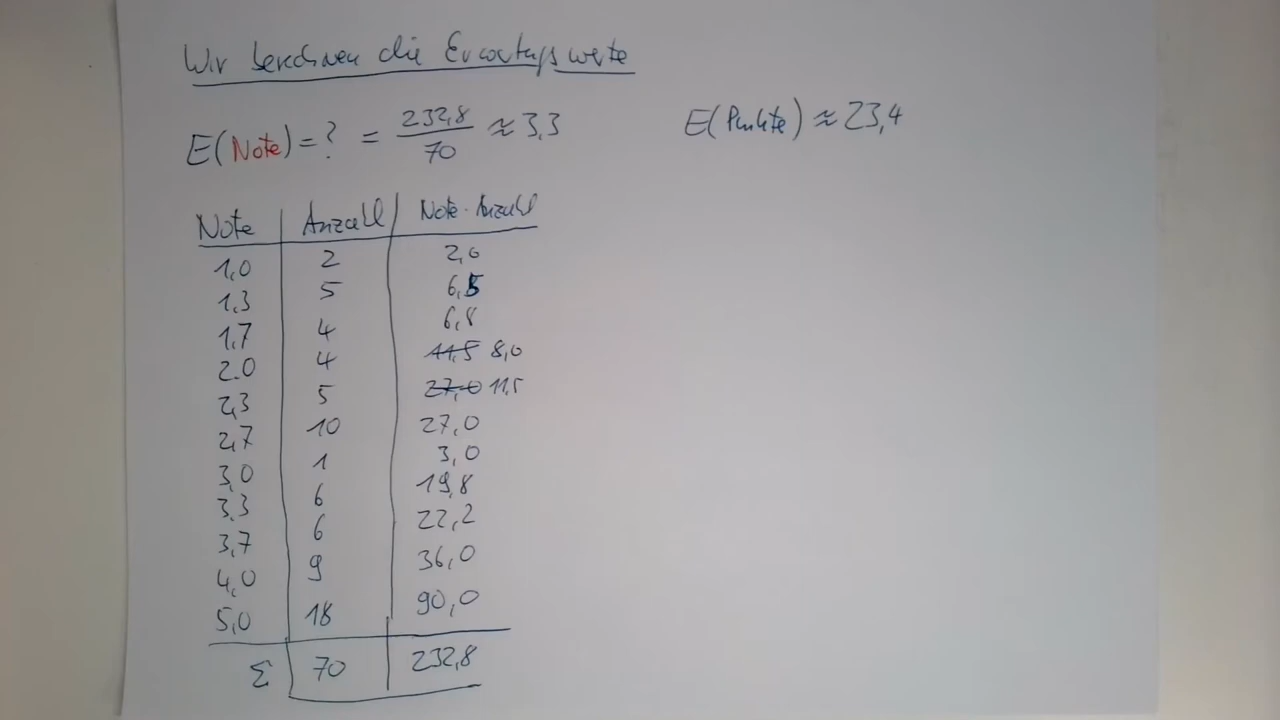 Wir berechnen die Erwartungswerte
E(Note) = ? = 232,8 / 70 ≈ 3,3
E(Punkte) ≈ 23,4
Note Anzahl Note · Anzahl
1,0 2 2,0
1,3 5 6,5
1,7 4 6,8
2.0 4 11,5 8,0
2,3 5 27,0 11,5
2,7 10 27,0
3,0 1 3,0
3,3 6 19,8
3,7 6 22,2
4,0 9 36,0
5,0 18 90,0
Σ 70 232,8